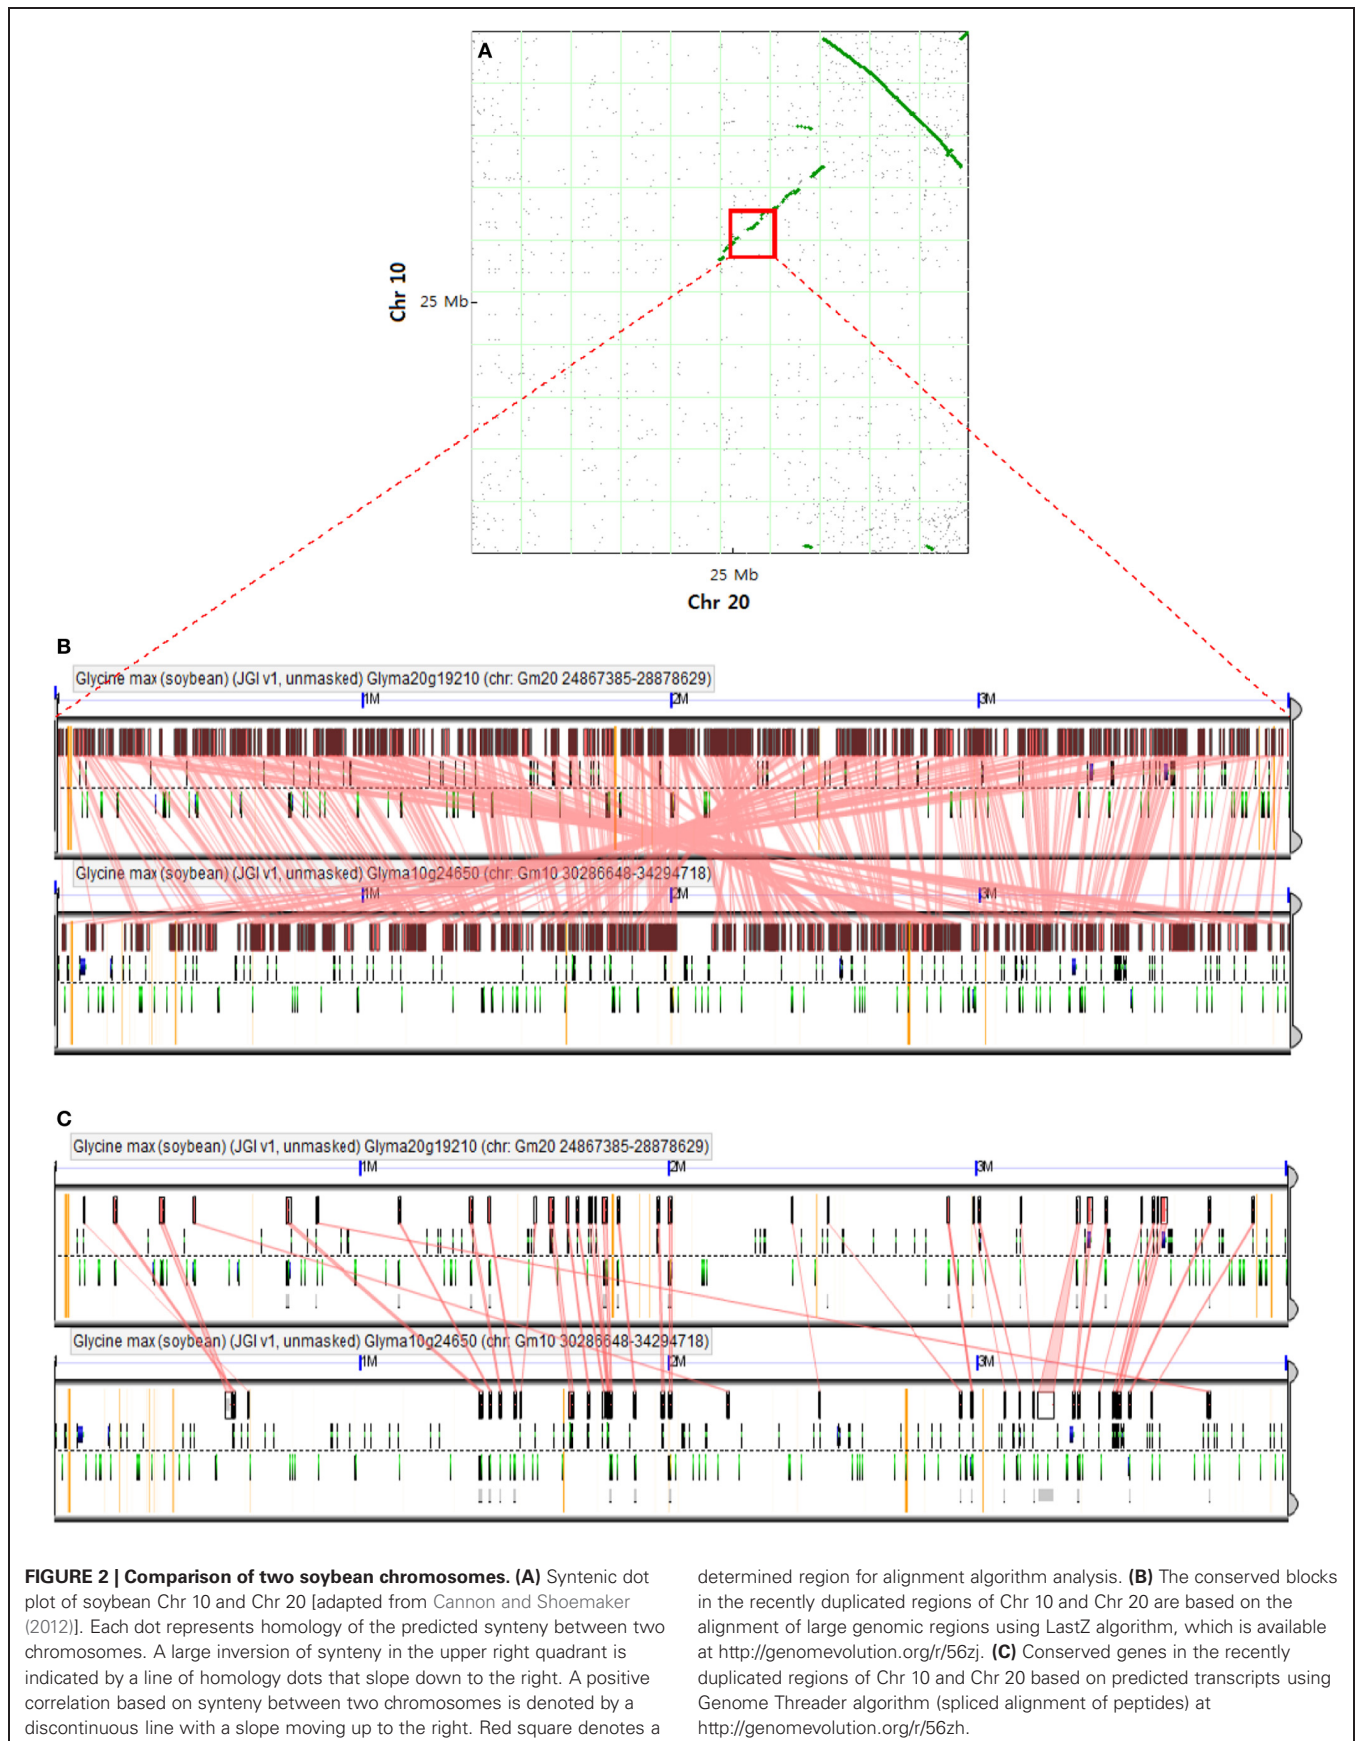 A
Chr 10
25 Mb
25 Mb
Chr 20
B
Glycine max (soybean) (JGI v1, unmasked) Glyma20g19210 (chr: Gm20 24867385-28878629)
1M 2M 3M
Glycine max (soybean) (JGI v1, unmasked) Glyma10g24650 (chr: Gm10 30286648-34294718)
1M 2M 3M
C
Glycine max (soybean) (JGI v1, unmasked) Glyma20g19210 (chr: Gm20 24867385-28878629)
1M 2M 3M
Glycine max (soybean) (JGI v1, unmasked) Glyma10g24650 (chr: Gm10 30286648-34294718)
1M 2M 3M
FIGURE 2 | Comparison of two soybean chromosomes. (A) Syntenic dot
plot of soybean Chr 10 and Chr 20 [adapted from Cannon and Shoemaker
(2012)]. Each dot represents homology of the predicted synteny between two
chromosomes. A large inversion of synteny in the upper right quadrant is
indicated by a line of homology dots that slope down to the right. A positive
correlation based on synteny between two chromosomes is denoted by a
discontinuous line with a slope moving up to the right. Red square denotes a
determined region for alignment algorithm analysis. (B) The conserved blocks
in the recently duplicated regions of Chr 10 and Chr 20 are based on the
alignment of large genomic regions using LastZ algorithm, which is available
at http://genomevolution.org/r/56zj. (C) Conserved genes in the recently
duplicated regions of Chr 10 and Chr 20 based on predicted transcripts using
Genome Threader algorithm (spliced alignment of peptides) at
http://genomevolution.org/r/56zh.